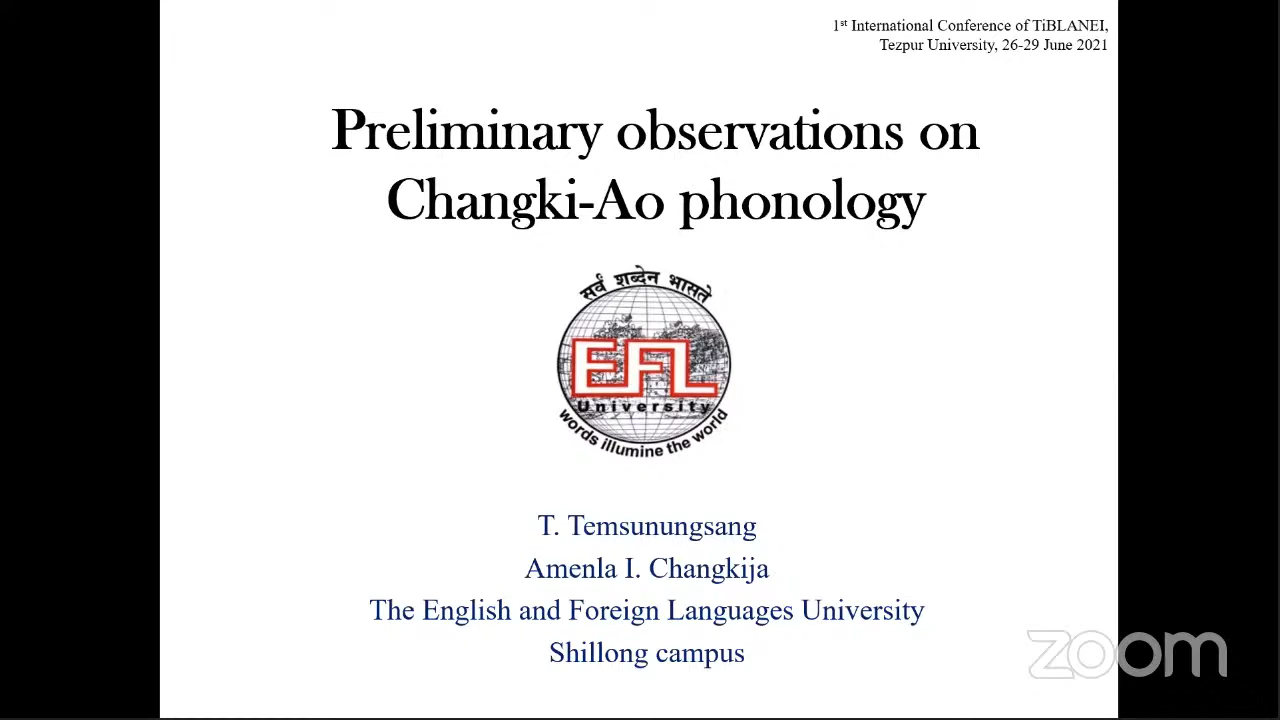 1st International Conference of TiBLANEI,
Tezpur University, 26-29 June 2021
Preliminary observations on
Changki-Ao phonology
सर्वं शब्देन भासते
EFL
University
words illumine the world
T. Temsunungsang
Amenla I. Changkija
The English and Foreign Languages University
Shillong campus
zoom